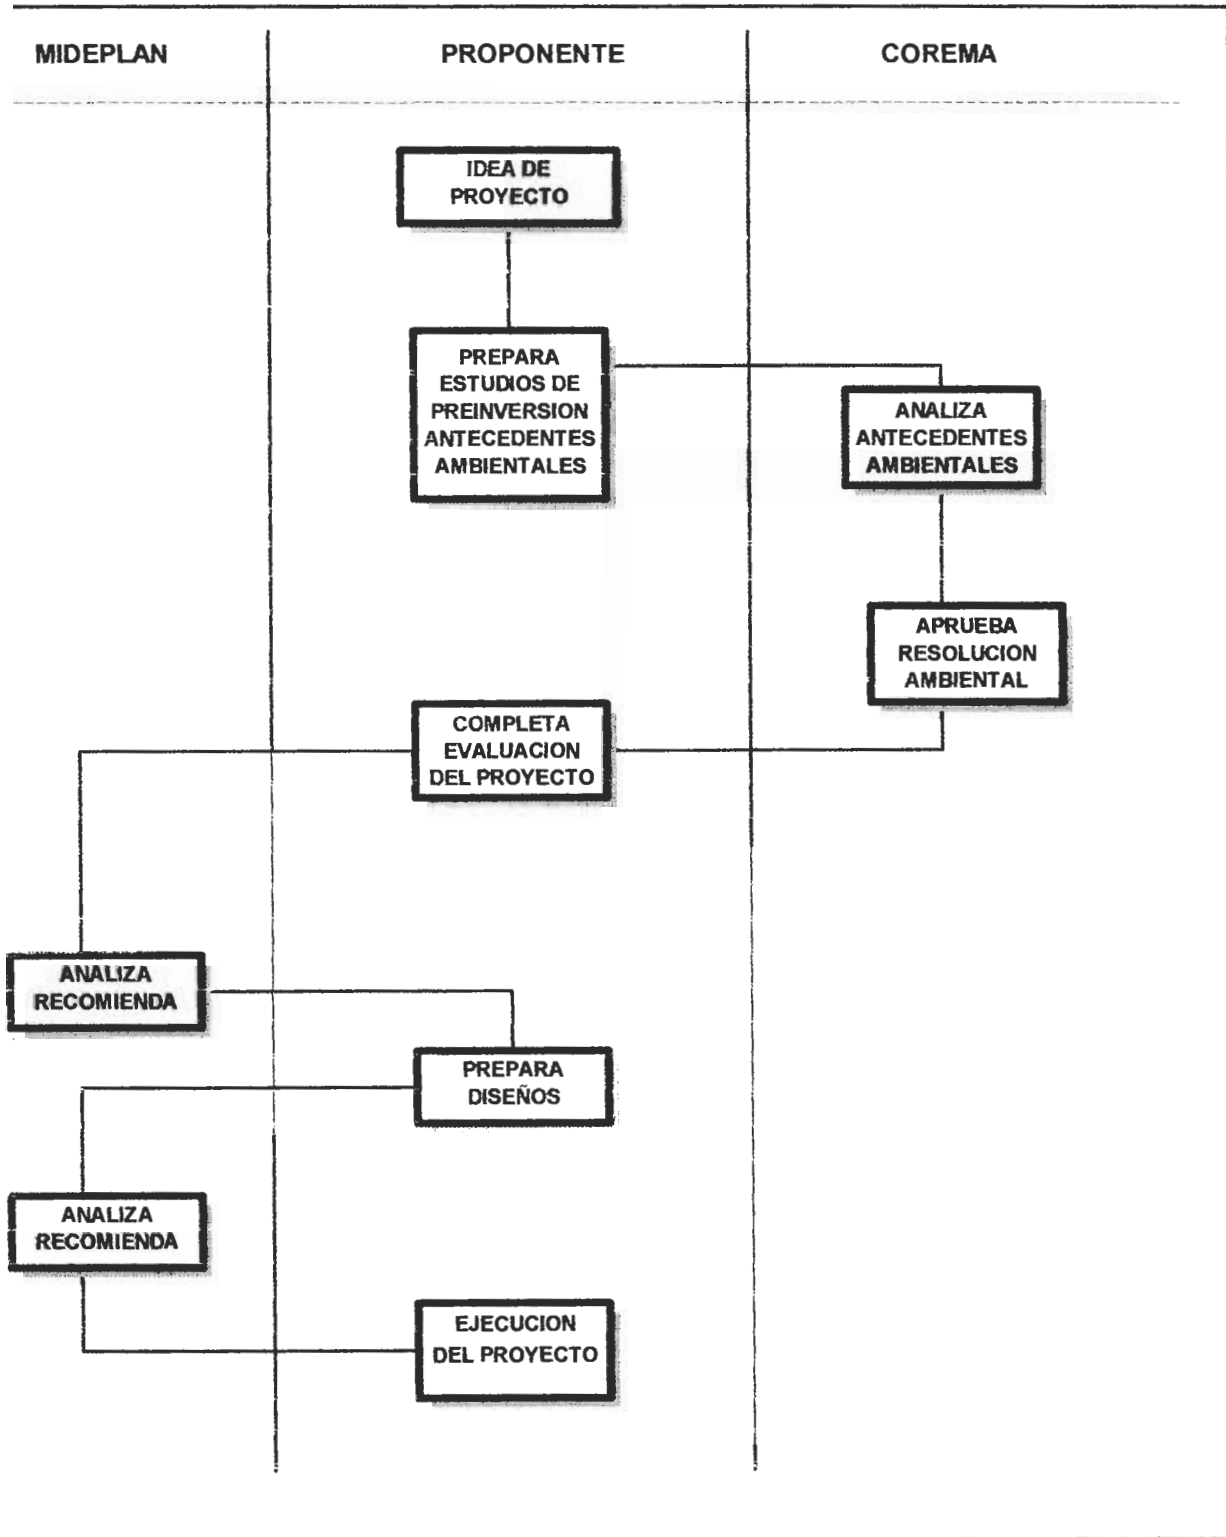 MIDEPLAN
PROPONENTE
COREMA
IDEA DE
PROYECTO
PREPARA
ESTUDIOS DE
PREINVERSION
ANTECEDENTES
AMBIENTALES
ANALIZA
ANTECEDENTES
AMBIENTALES
APRUEBA
RESOLUCION
AMBIENTAL
COMPLETA
EVALUACION
DEL PROYECTO
ANALIZA
RECOMIENDA
PREPARA
DISEÑOS
ANALIZA
RECOMIENDA
EJECUCION
DEL PROYECTO